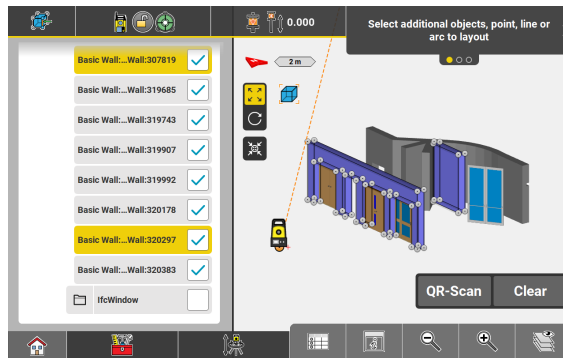 0.000
Select additional objects, point, line or
arc to layout
2 m
Basic Wall:...Wall:307819
Basic Wall:...Wall:319685
Basic Wall:...Wall:319743
Basic Wall:...Wall:319907
Basic Wall:...Wall:319992
Basic Wall:...Wall:320178
Basic Wall:...Wall:320297
Basic Wall:...Wall:320383
IfcWindow
QR-Scan
Clear